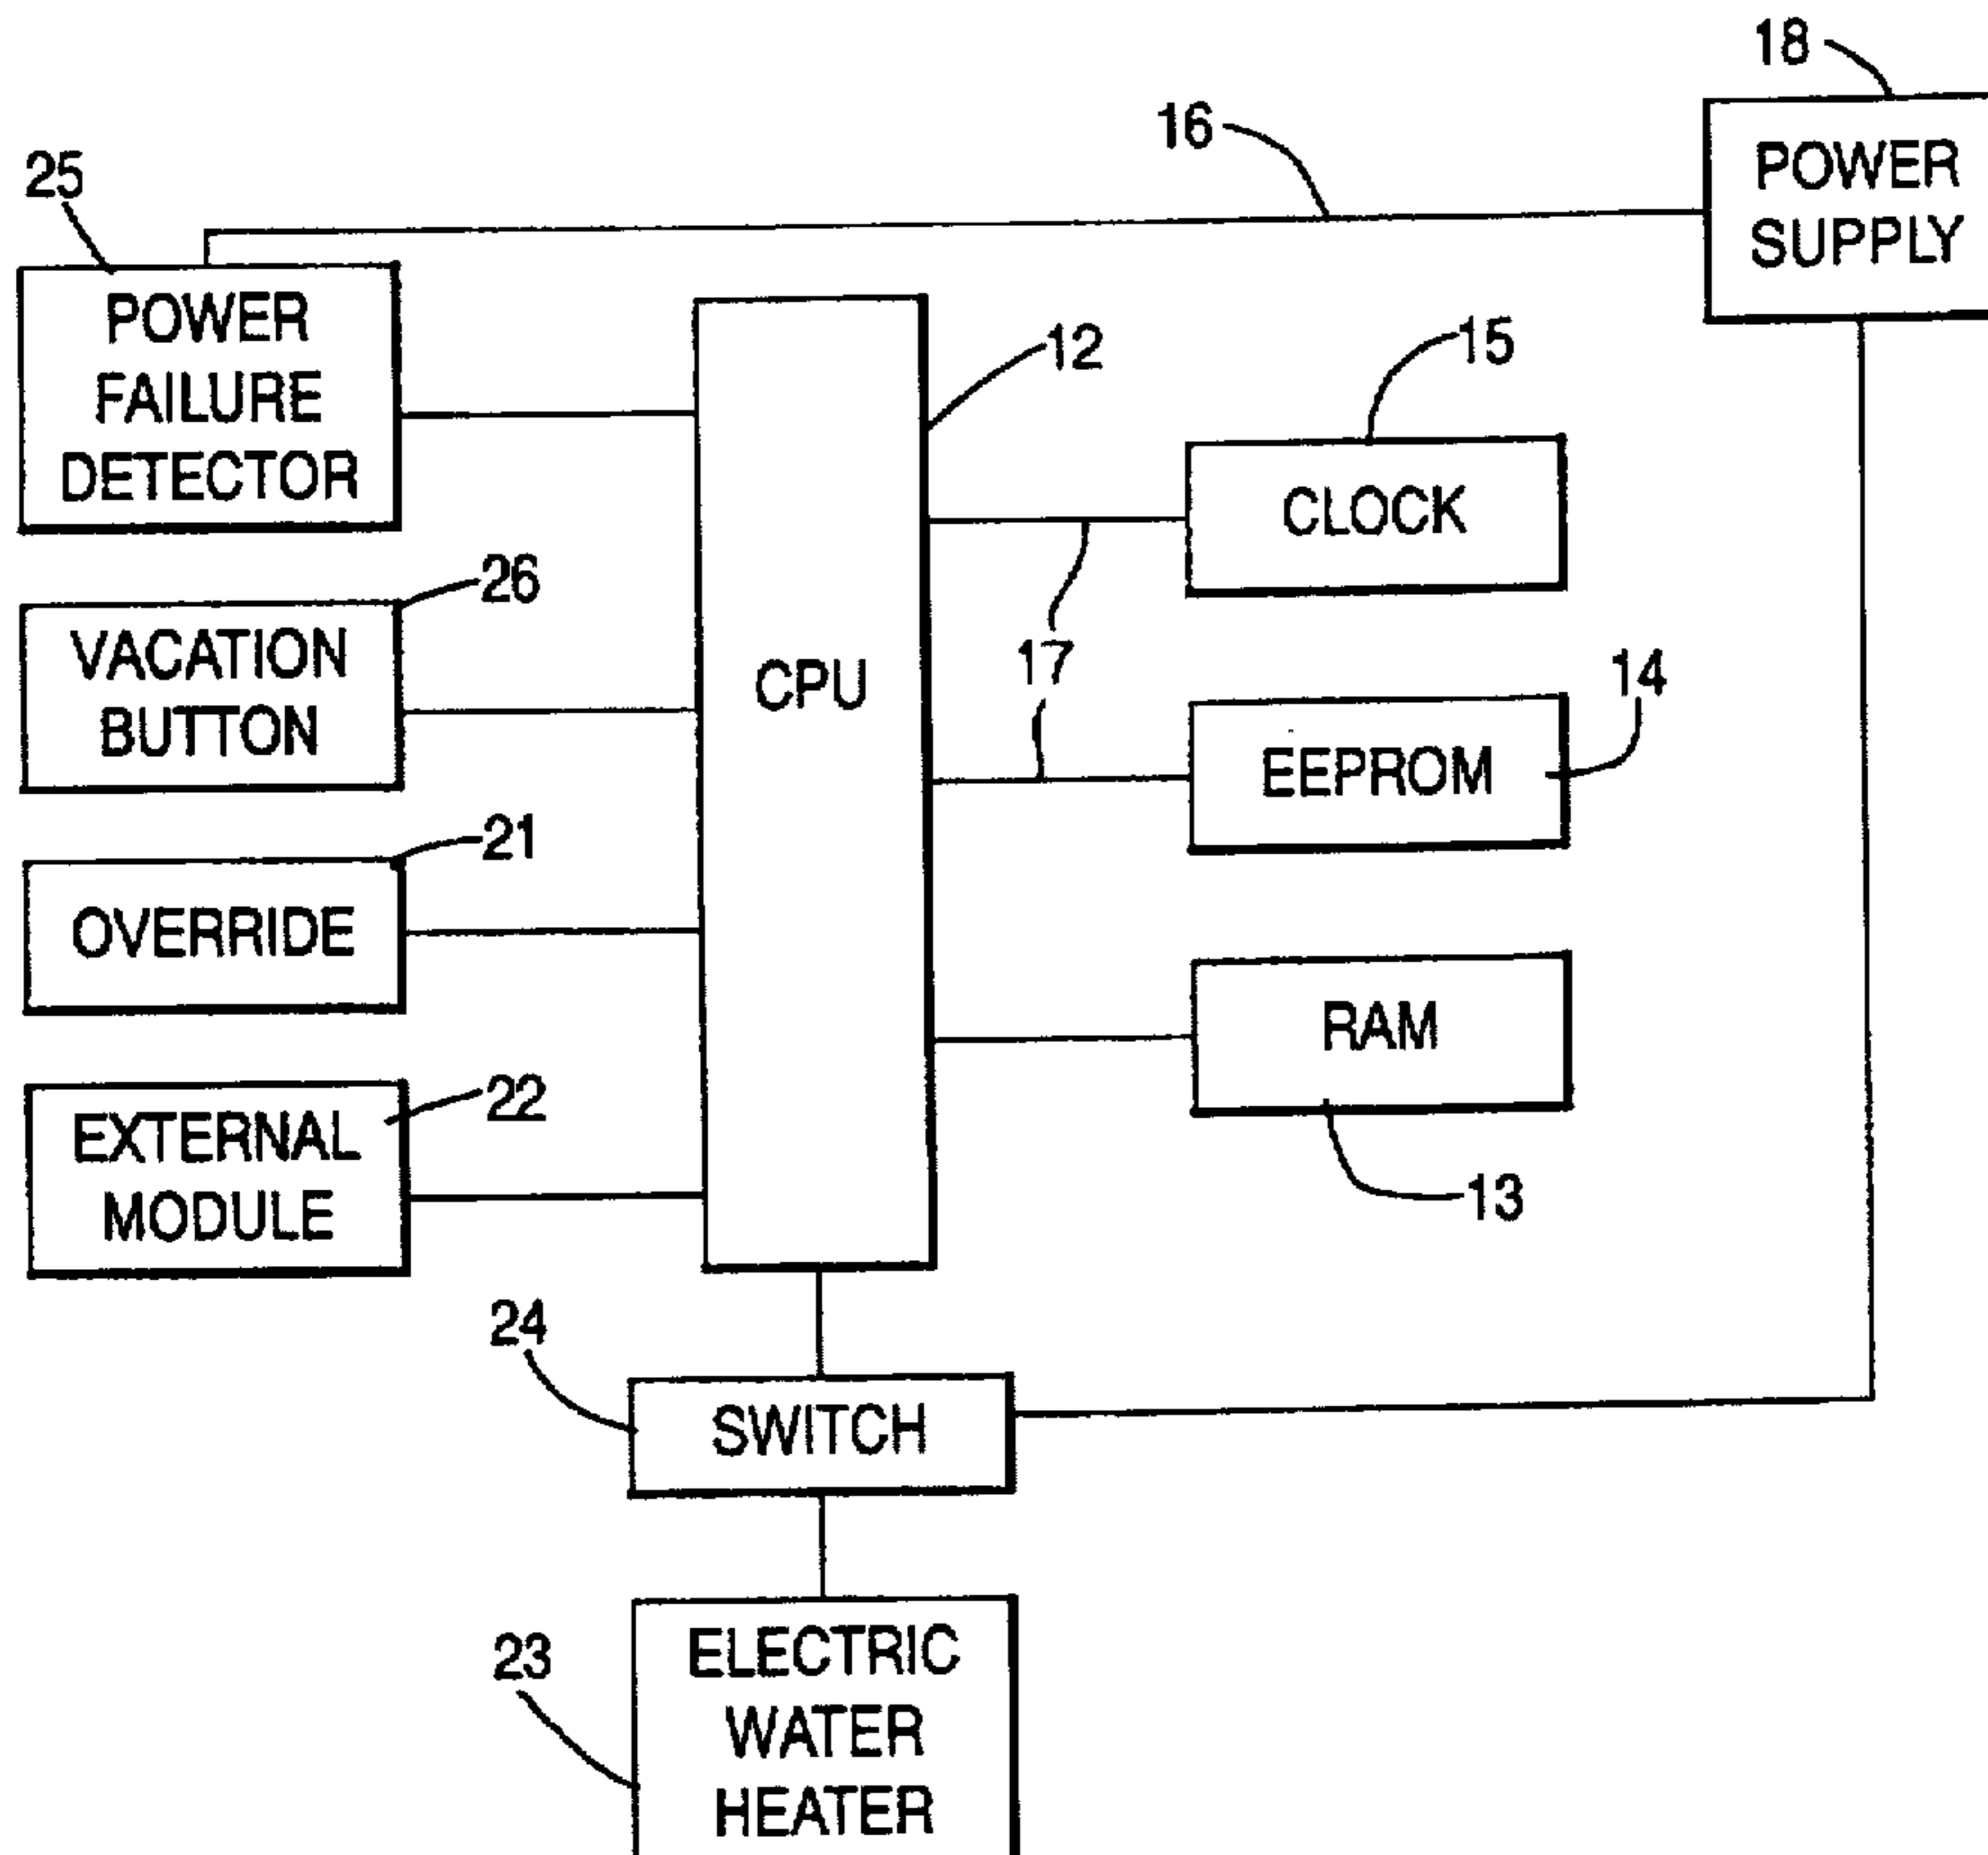 18
16
POWER
SUPPLY
25
POWER
FAILURE
DETECTOR
12
15
CLOCK
26
VACATION
BUTTON
CPU
17
14
EEPROM
21
OVERRIDE
RAM
22
EXTERNAL
MODULE
13
24
SWITCH
23
ELECTRIC
WATER
HEATER